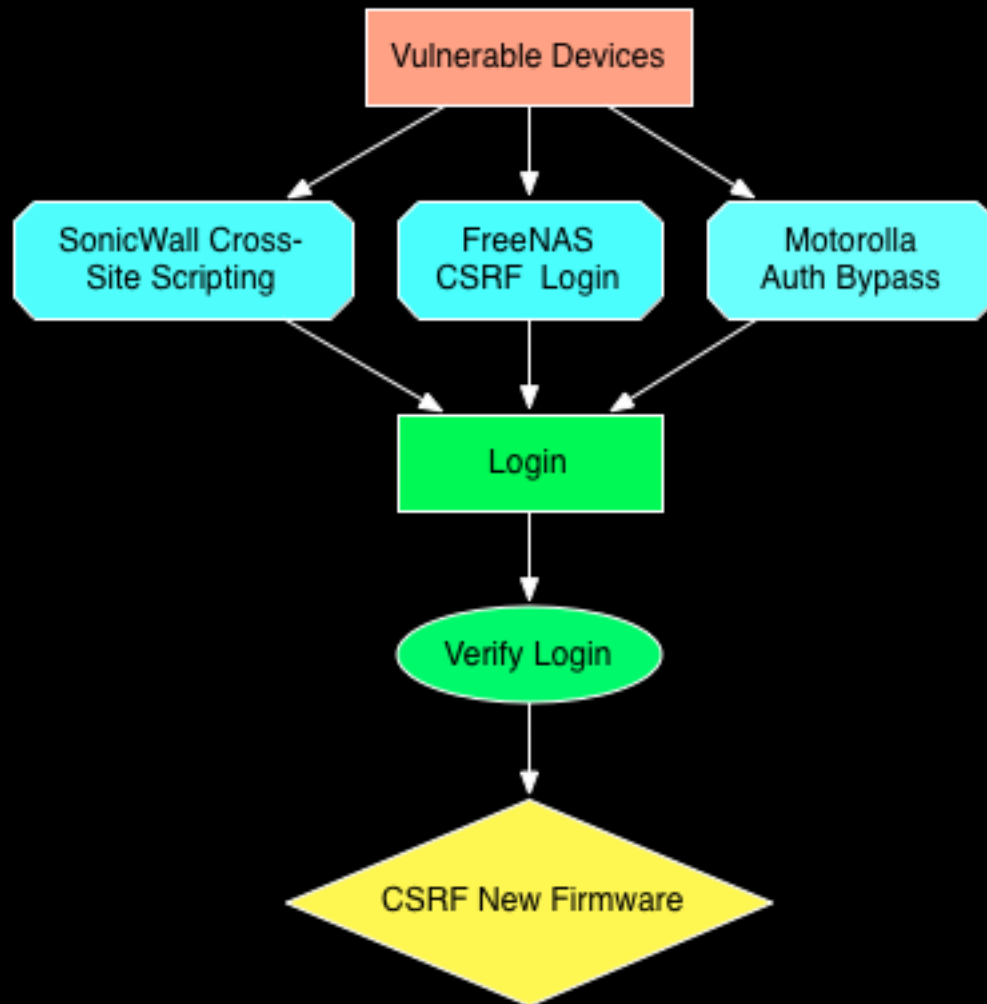 Vulnerable Devices
SonicWall Cross-
Site Scripting
FreeNAS
CSRF  Login
Motorolla
Auth Bypass
Login
Verify Login
CSRF New Firmware